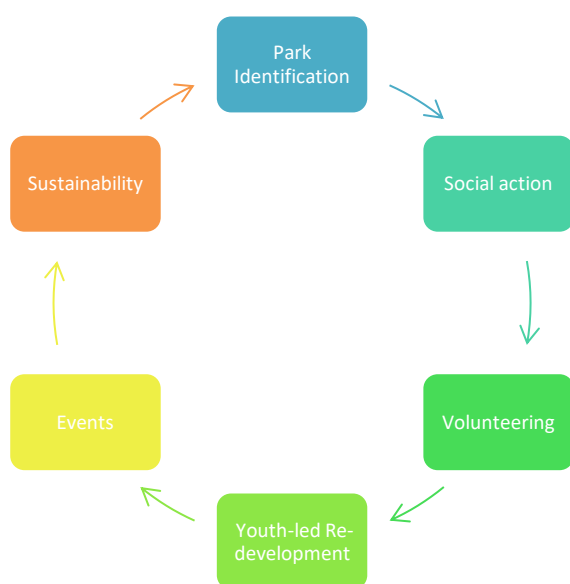 Park
Identification
Social action
Volunteering
Youth-led Re-
development
Events
Sustainability